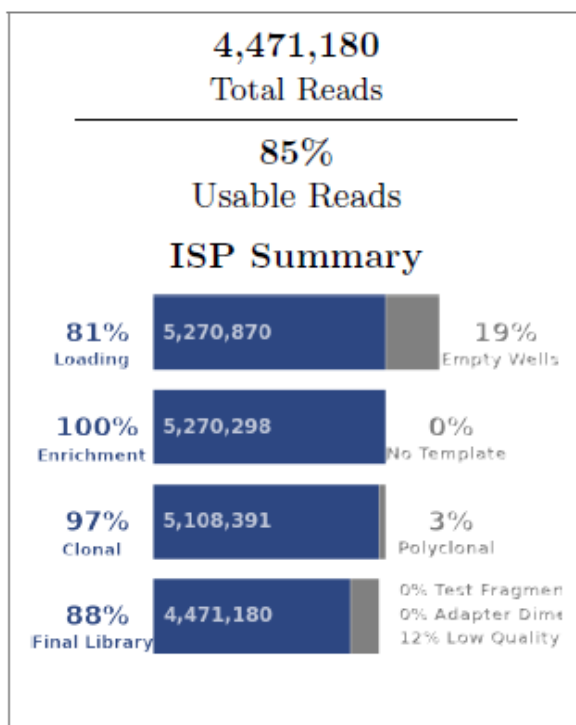 4,471,180
Total Reads
85%
Usable Reads
ISP Summary
81%
Loading
5,270,870
19%
Empty Wells
100%
Enrichment
5,270,298
0%
No Template
97%
Clonal
5,108,391
3%
Polyclonal
88%
Final Library
4,471,180
0% Test Fragmen
0% Adapter Dime
12% Low Quality